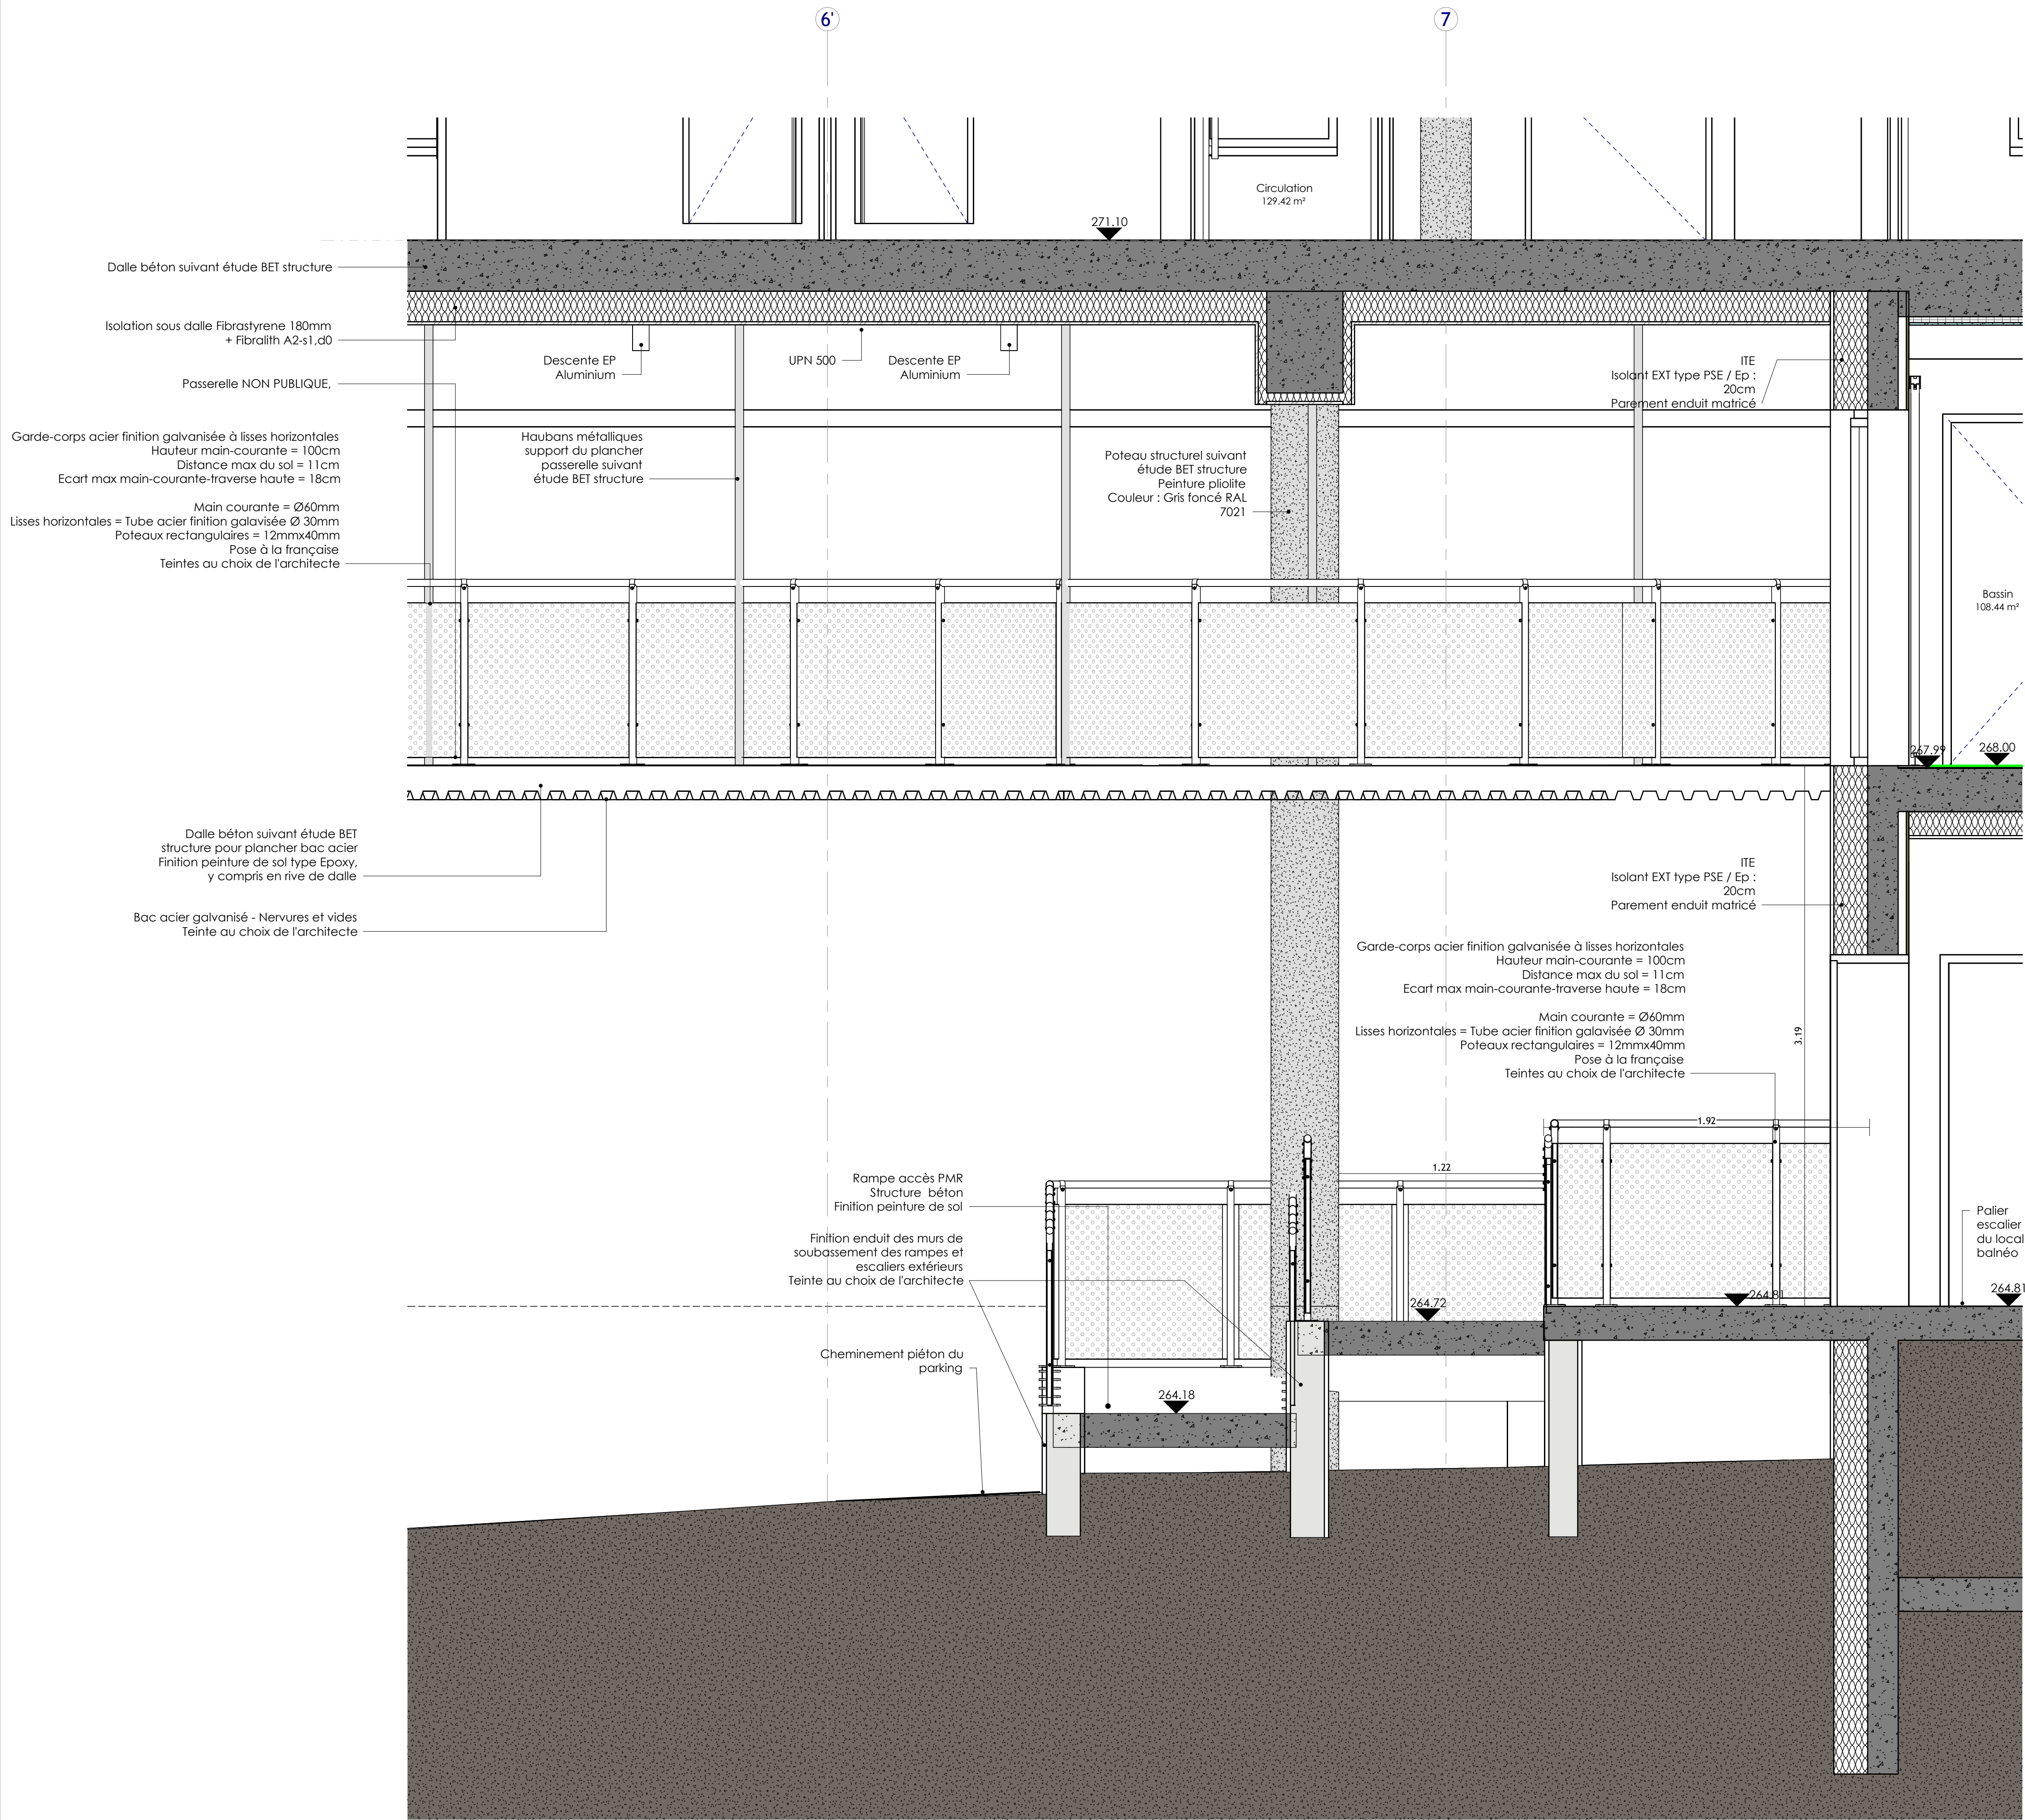 6'
7
Circulation
129.42 m²
271.10
Dalle béton suivant étude BET structure
Isolation sous dalle Fibrastyrene 180mm
+ Fibralith A2-s1,d0
Descente EP
Aluminium
UPN 500
Descente EP
Aluminium
ITE
Isolant EXT type PSE / Ep :
20cm
Parement enduit matricé
Passerelle NON PUBLIQUE,
Garde-corps acier finition galvanisée à lisses horizontales
Hauteur main-courante = 100cm
Distance max du sol = 11cm
Ecart max main-courante-traverse haute = 18cm
Main courante = Ø60mm
Lisses horizontales = Tube acier finition galavisée Ø 30mm
Poteaux rectangulaires = 12mmx40mm
Pose à la française
Teintes au choix de l'architecte
Haubans métalliques
support du plancher
passerelle suivant
étude BET structure
Poteau structurel suivant
étude BET structure
Peinture pliolite
Couleur : Gris foncé RAL
7021
Bassin
108.44 m²
267.99
268.00
Dalle béton suivant étude BET
structure pour plancher bac acier
Finition peinture de sol type Epoxy,
y compris en rive de dalle
Bac acier galvanisé - Nervures et vides
Teinte au choix de l'architecte
ITE
Isolant EXT type PSE / Ep :
20cm
Parement enduit matricé
Garde-corps acier finition galvanisée à lisses horizontales
Hauteur main-courante = 100cm
Distance max du sol = 11cm
Ecart max main-courante-traverse haute = 18cm
Main courante = Ø60mm
Lisses horizontales = Tube acier finition galavisée Ø 30mm
Poteaux rectangulaires = 12mmx40mm
Pose à la française
Teintes au choix de l'architecte
3.19
1.92
1.22
Rampe accès PMR
Structure béton
Finition peinture de sol
Finition enduit des murs de
soubassement des rampes et
escaliers extérieurs
Teinte au choix de l'architecte
Palier
escalier
du local
balnéo
264.72
264.81
264.81
Cheminement piéton du
parking
264.18